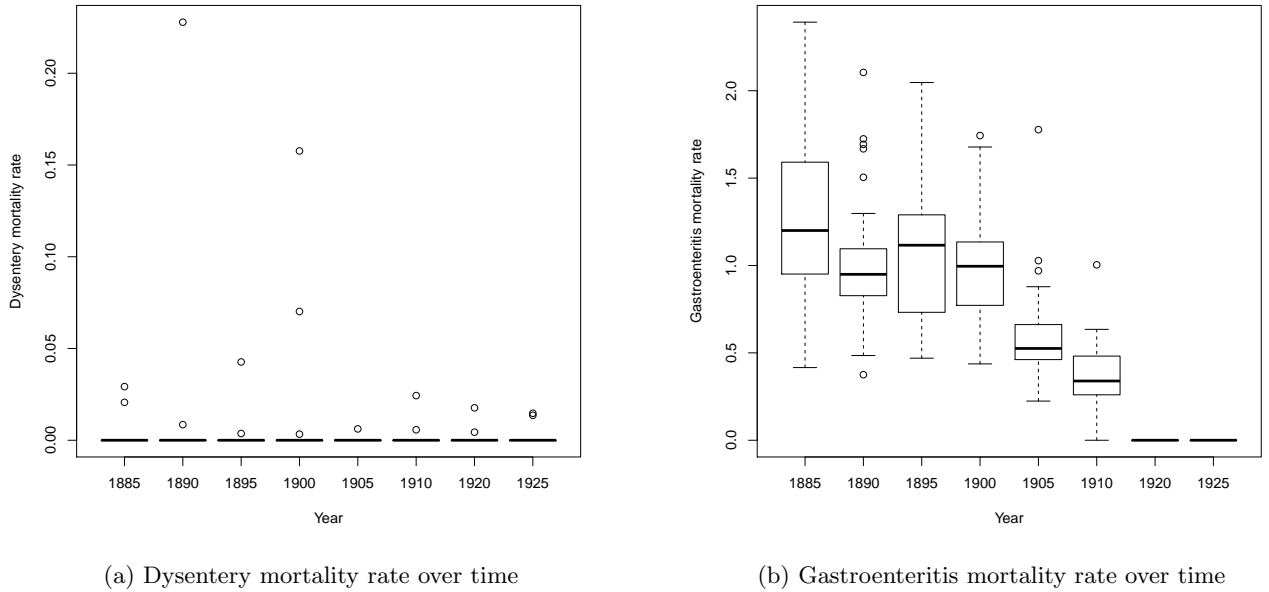 0.20
0.15
0.10
0.05
0.00
Dysentery mortality rate
1885 1890 1895 1900 1905 1910 1920 1925
Year
(a) Dysentery mortality rate over time
2.0
1.5
1.0
0.5
0.0
Gastroenteritis mortality rate
1885 1890 1895 1900 1905 1910 1920 1925
Year
(b) Gastroenteritis mortality rate over time